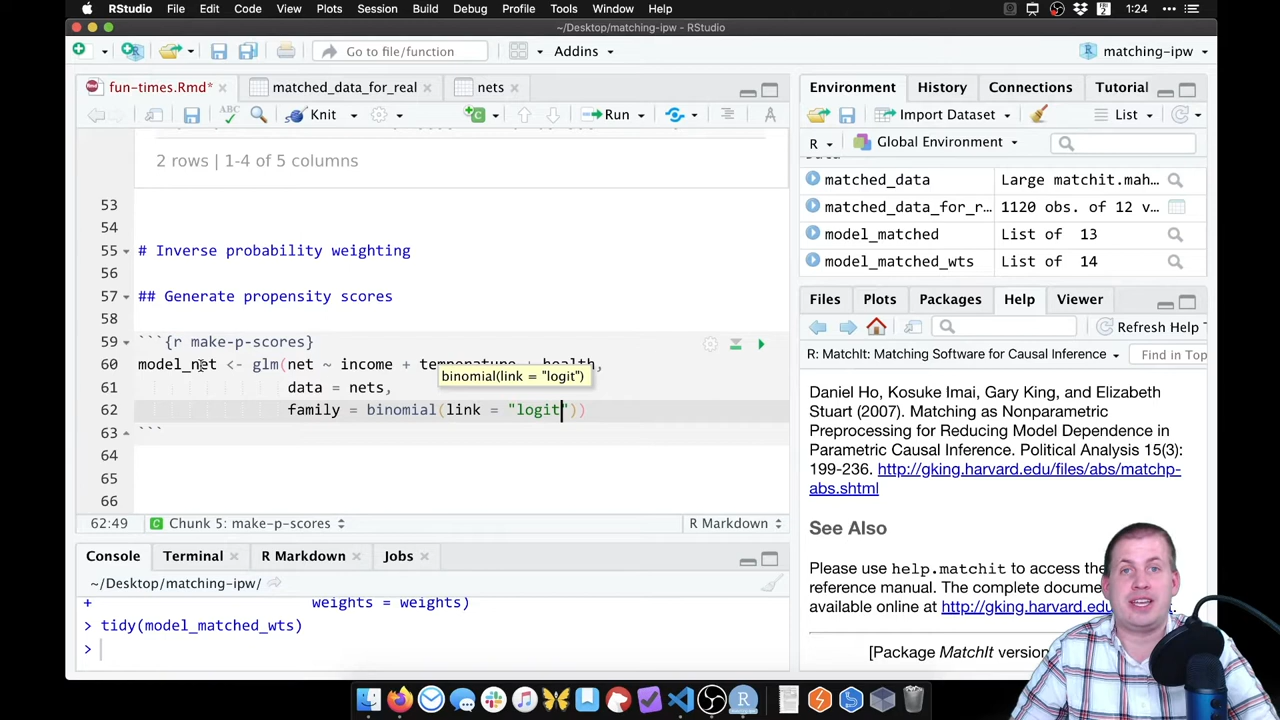 RStudio File Edit Code View Plots Session Build Debug Profile Tools Window Help 2 Fri 1:24
~/Desktop/matching-ipw - RStudio
Go to file/function Addins matching-ipw
fun-times.Rmd* matched_data_for_real nets
Knit Run
2 rows | 1-4 of 5 columns
53
54
55 # Inverse probability weighting
56
57 ## Generate propensity scores
58
59 ```{r make-p-scores}
60 model_net <- glm(net ~ income + temperature + health,
binomial(link = "logit")
61 data = nets,
62 family = binomial(link = "logit"))
63 ```
64
65
66
62:49 Chunk 5: make-p-scores R Markdown
Console Terminal R Markdown Jobs
~/Desktop/matching-ipw/
+ weights = weights)
> tidy(model_matched_wts)
>
Environment History Connections Tutorial
Import Dataset List
R Global Environment
Data
matched_data Large matchit.mah…
matched_data_for_r… 1120 obs. of 12 v…
model_matched List of 13
model_matched_wts List of 14
Files Plots Packages Help Viewer
Refresh Help T
R: MatchIt: Matching Software for Causal Inference Find in Top
Daniel Ho, Kosuke Imai, Gary King, and Elizabeth
Stuart (2007). Matching as Nonparametric
Preprocessing for Reducing Model Dependence in
Parametric Causal Inference. Political Analysis 15(3):
199-236. http://gking.harvard.edu/files/abs/matchp-
abs.shtml
See Also
Please use help.matchit to access the
reference manual. The complete docume
available online at http://gking.harvard.edu
[Package MatchIt version